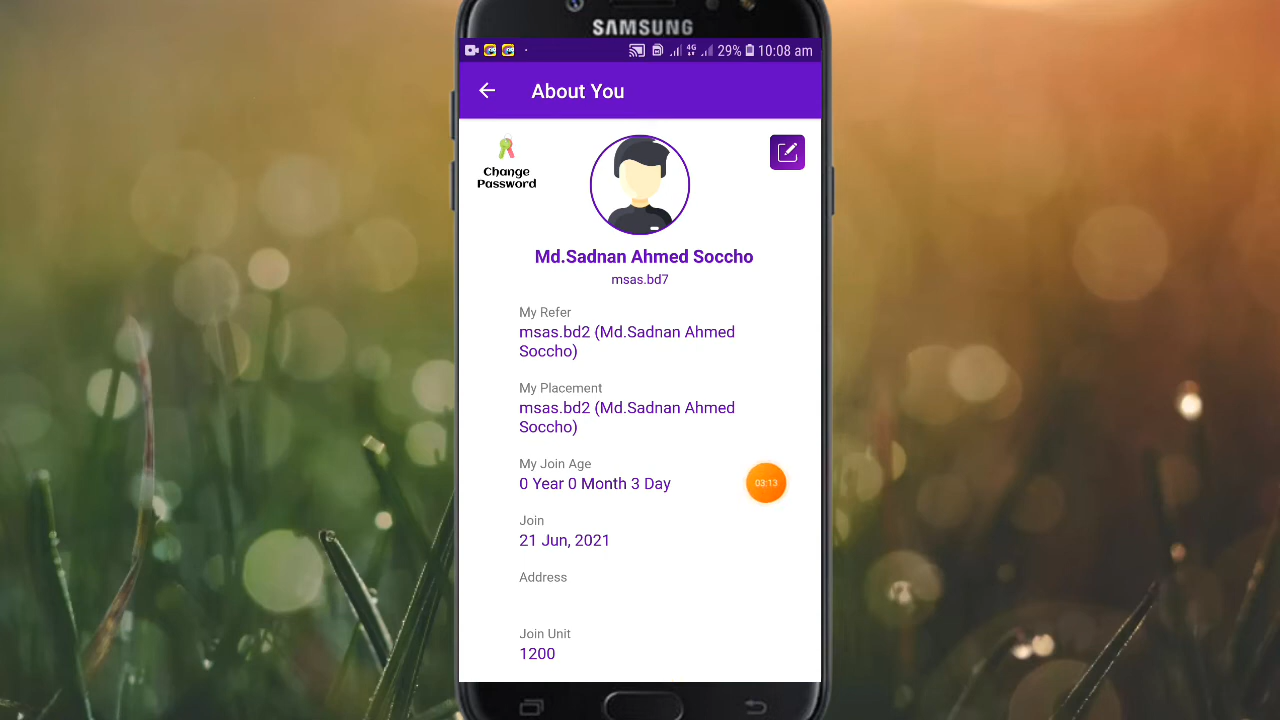 SAMSUNG
4G 29% 10:08 am
About You
Change
Password
Md.Sadnan Ahmed Soccho
msas.bd7
My Refer
msas.bd2 (Md.Sadnan Ahmed
Soccho)
My Placement
msas.bd2 (Md.Sadnan Ahmed
Soccho)
My Join Age
0 Year 0 Month 3 Day
03:13
Join
21 Jun, 2021
Address
Join Unit
1200